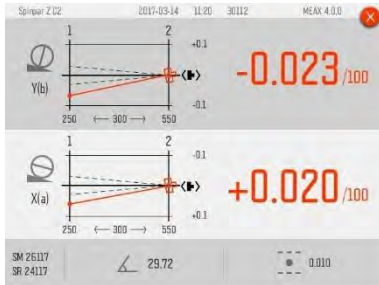 Spinpar Z C2 2017-03-14 11:20 30112 MEAX 4.0.0
1 2
+0.1
Y(b)
-0.023/100
-0.1
250 ← 300 → 550
1 2
-0.1
X(a)
+0.020/100
+0.1
250 ← 300 → 550
SM 26117
SR 24117
29.72
0.010